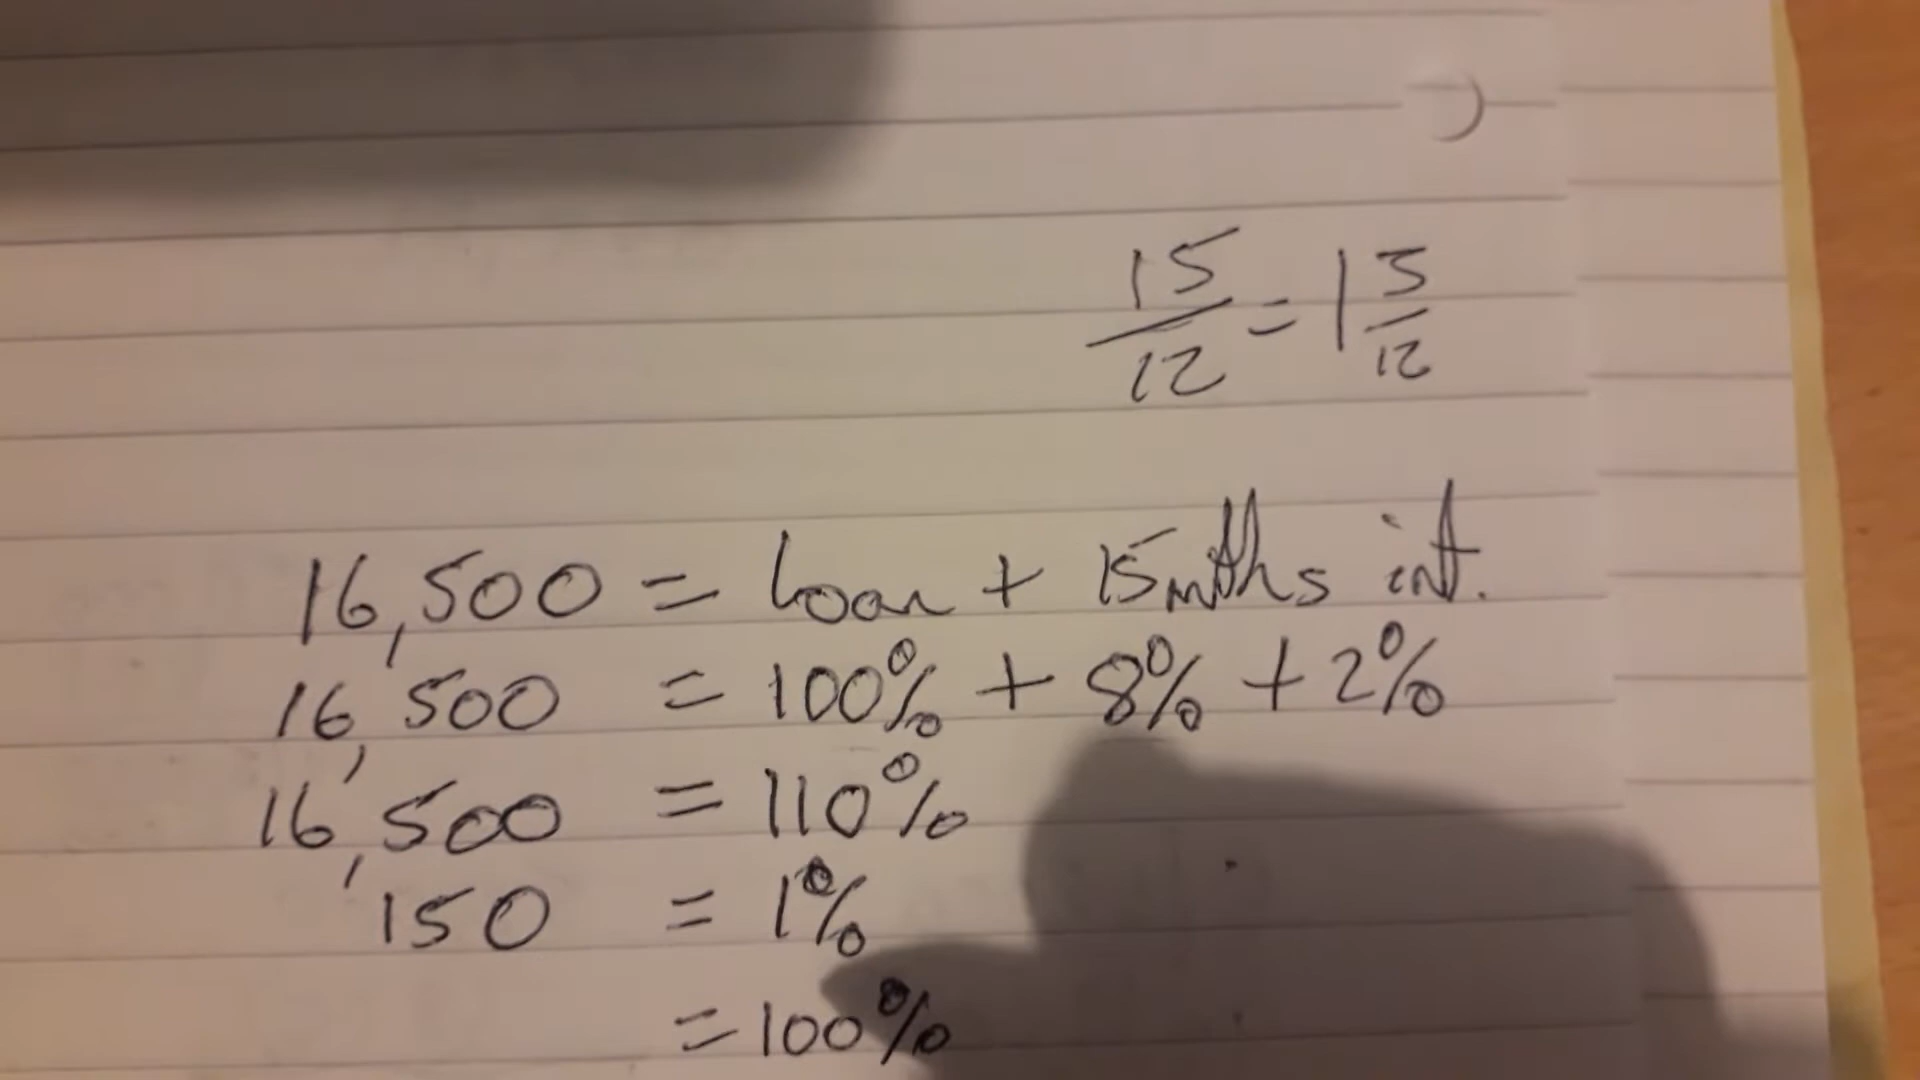 15/12 = 1 3/12
16,500 = Loan + 15mths int.
16,500 = 100% + 8% + 2%
16,500 = 110%
150 = 1%
= 100%